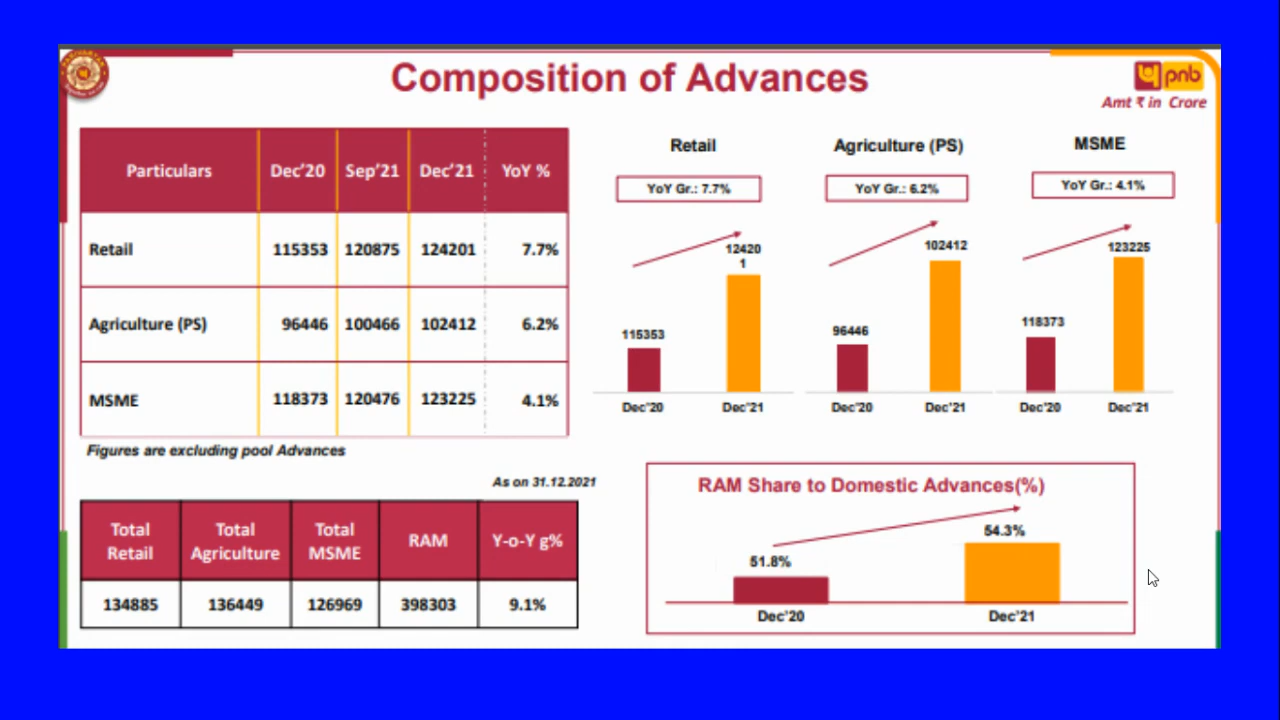 Composition of Advances
pnb
Amt ₹ in Crore
Particulars Dec'20 Sep'21 Dec'21 YoY %
Retail 115353 120875 124201 7.7%
Agriculture (PS) 96446 100466 102412 6.2%
MSME 118373 120476 123225 4.1%
Figures are excluding pool Advances
Retail
YoY Gr.: 7.7%
115353
12420
1
Dec'20 Dec'21
Agriculture (PS)
YoY Gr.: 6.2%
96446
102412
Dec'20 Dec'21
MSME
YoY Gr.: 4.1%
118373
123225
Dec'20 Dec'21
As on 31.12.2021
Total
Retail
Total
Agriculture
Total
MSME
RAM
Y-o-Y g%
134885 136449 126969 398303 9.1%
RAM Share to Domestic Advances(%)
51.8%
54.3%
Dec'20 Dec'21